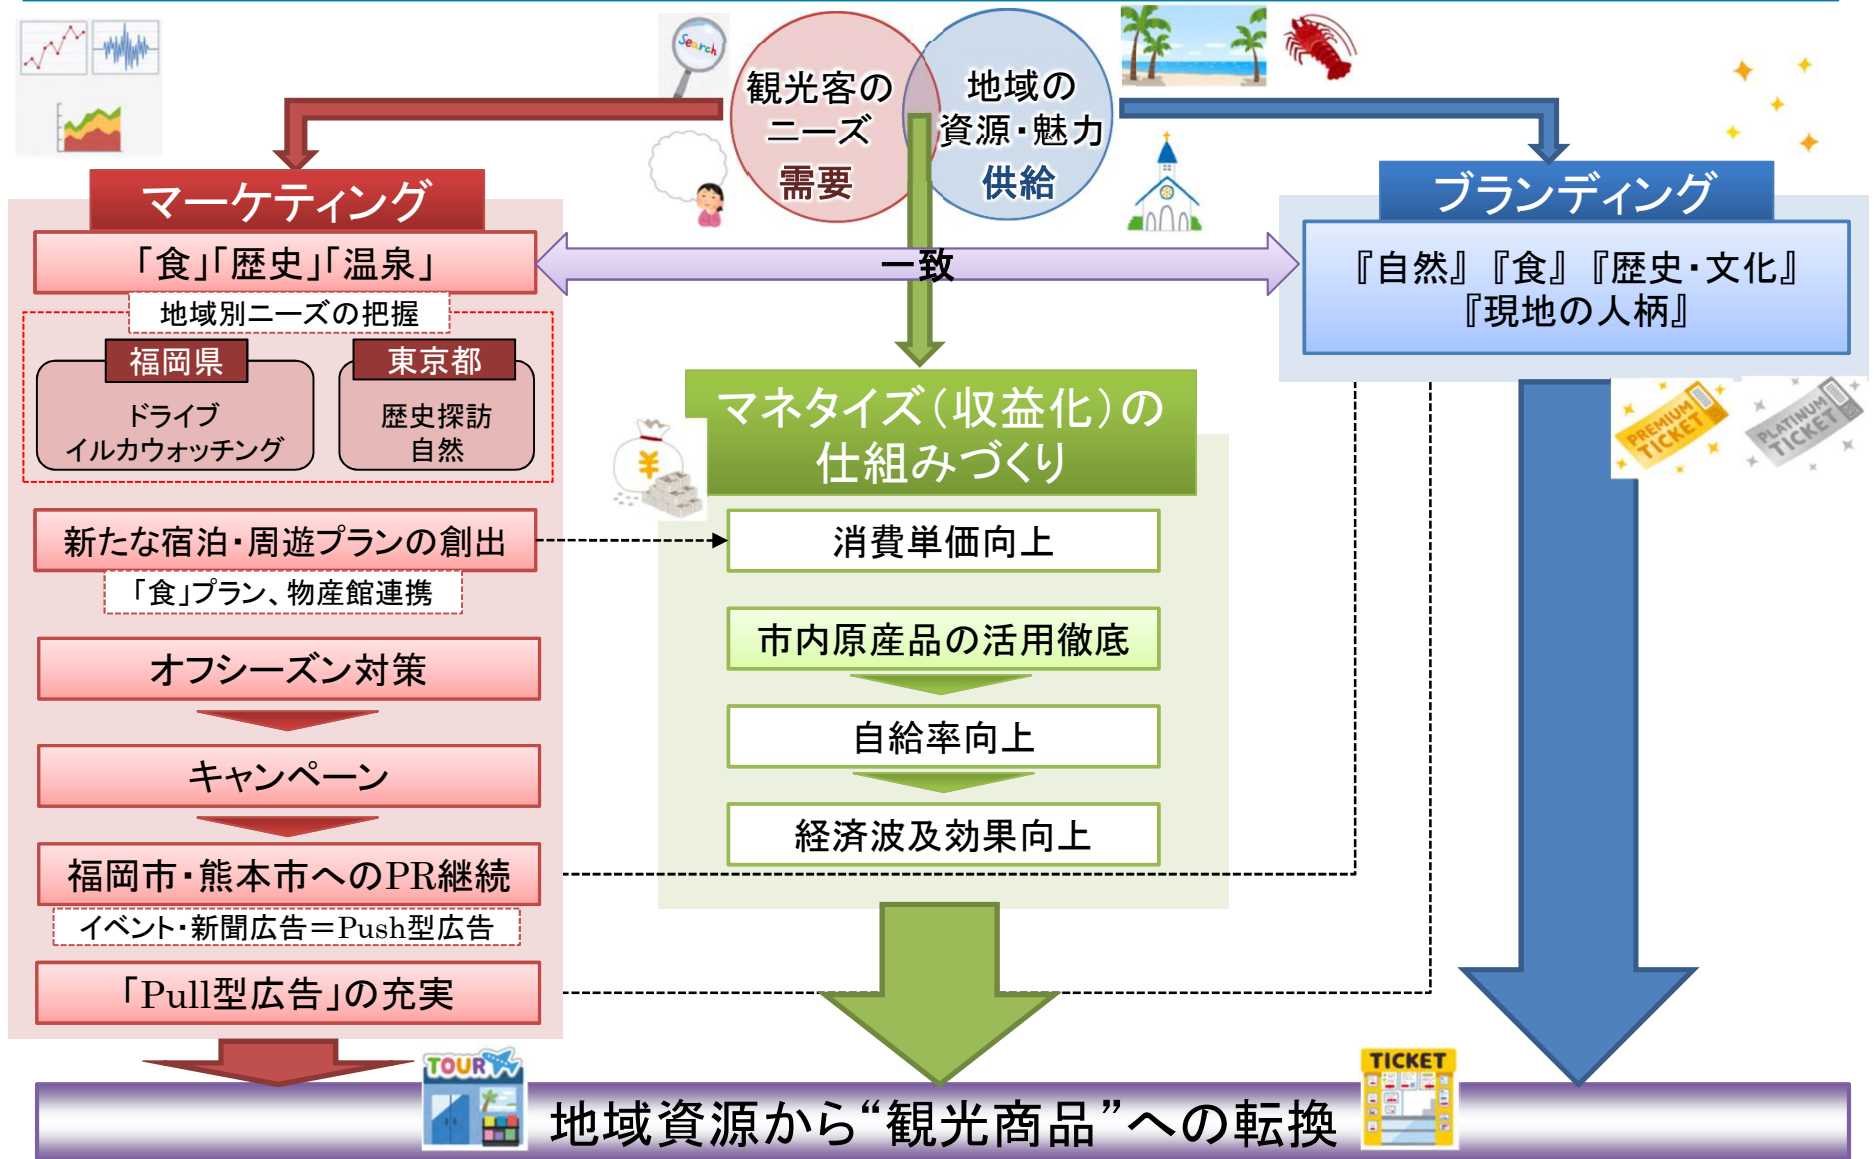 Search
観光客の
ニーズ
需要
地域の
資源・魅力
供給
マーケティング
「食」「歴史」「温泉」
地域別ニーズの把握
福岡県
ドライブ
イルカウォッチング
東京都
歴史探訪
自然
新たな宿泊・周遊プランの創出
「食」プラン、物産館連携
オフシーズン対策
キャンペーン
福岡市・熊本市へのPR継続
イベント・新聞広告＝Push型広告
「Pull型広告」の充実
一致
マネタイズ（収益化）の
仕組みづくり
¥
消費単価向上
市内原産品の活用徹底
自給率向上
経済波及効果向上
ブランディング
『自然』『食』『歴史・文化』
『現地の人柄』
PREMIUM
TICKET
PLATINUM
TICKET
TOUR
TICKET
地域資源から“観光商品”への転換